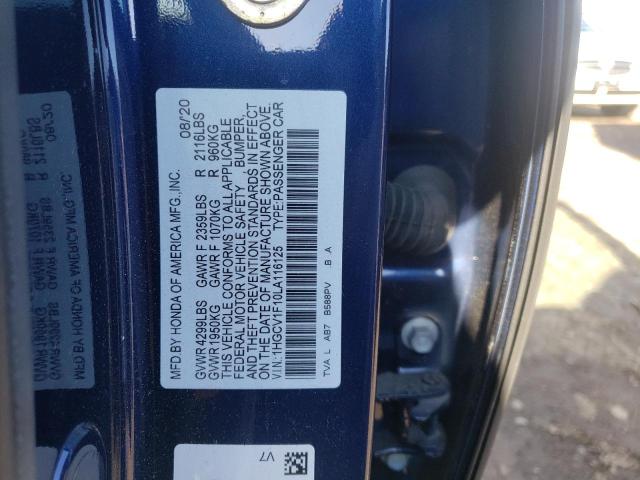 MFD. BY HONDA OF AMERICA MFG.,INC. 08/20
GVWR 4299LBS GAWR F 2359LBS R 2116LBS
GVWR 1950KG GAWR F 1070KG R 960KG
THIS VEHICLE CONFORMS TO ALL APPLICABLE
FEDERAL MOTOR VEHICLE SAFETY, BUMPER,
AND THEFT PREVENTION STANDARDS IN EFFECT
ON THE DATE OF MANUFACTURE SHOWN ABOVE.
V.I.N.:1HGCV1F10LA116125 TYPE:PASSENGER CAR
TVA L AB7 B588PV .B A
V7